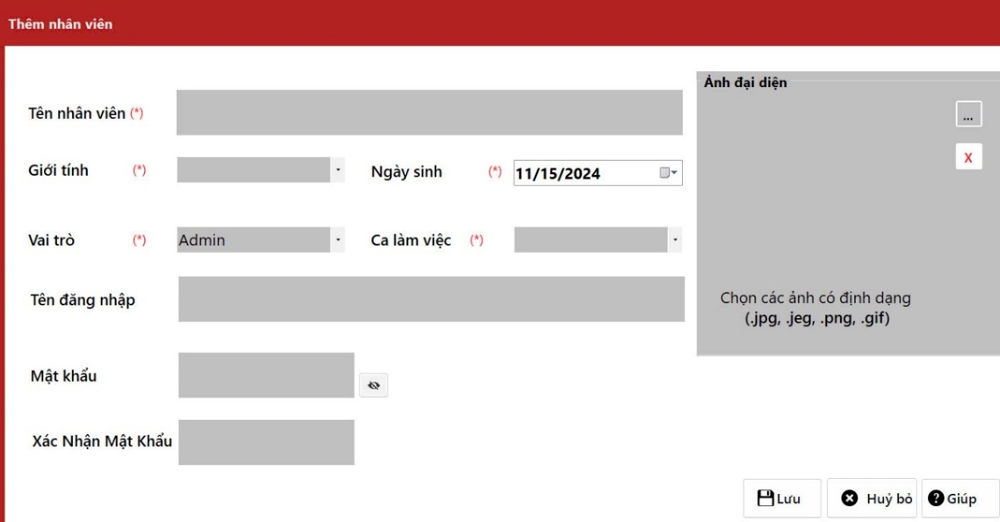 Thêm nhân viên
Ảnh đại diện
Tên nhân viên (*)
...
Giới tính (*)
Ngày sinh (*) 11/15/2024
X
Vai trò (*) Admin
Ca làm việc (*)
Tên đăng nhập
Chọn các ảnh có định dạng
(.jpg, .jeg, .png, .gif)
Mật khẩu
Xác Nhận Mật Khẩu
Lưu
Huỷ bỏ
Giúp